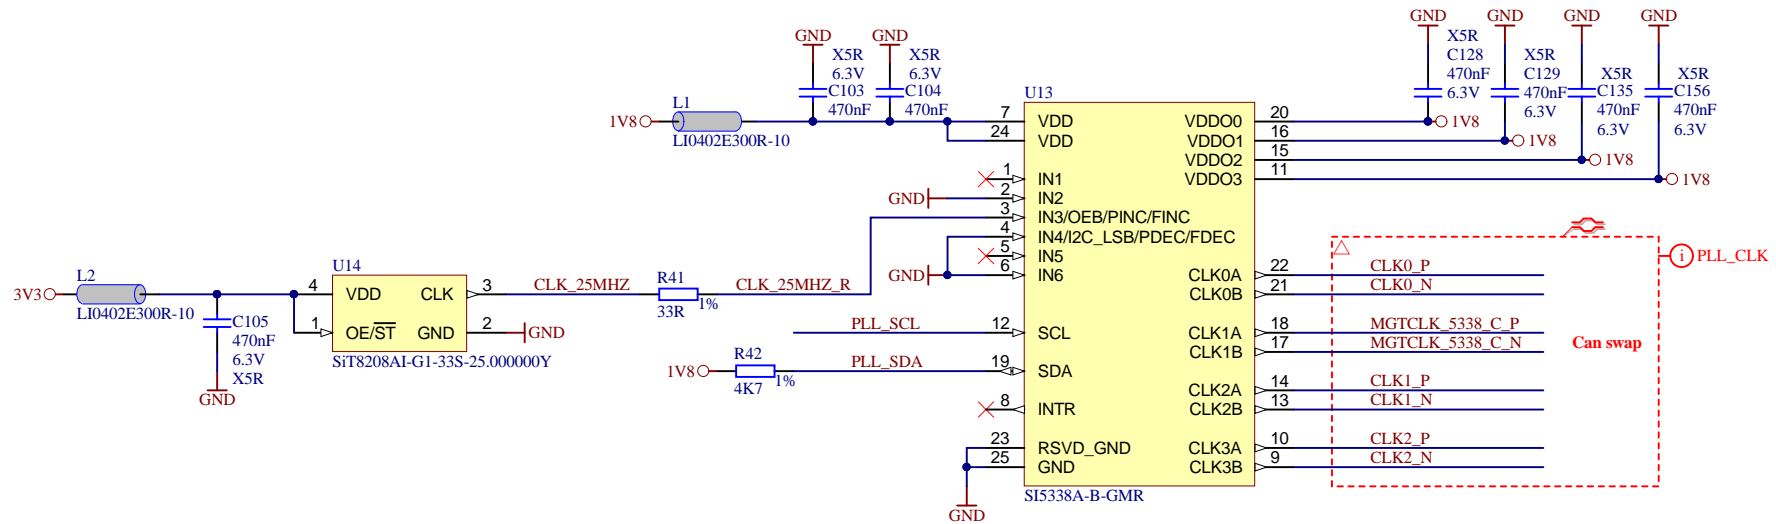 GND
GND
GND
GND
GND
GND
X5R
6.3V
C103
470nF
X5R
6.3V
C104
470nF
X5R
C128
470nF
6.3V
X5R
C129
470nF
6.3V
X5R
C135
470nF
6.3V
X5R
C156
470nF
6.3V
L1
1V8
LI0402E300R-10
U13
7 VDD
24 VDD
1 IN1
GND 2 IN2
3 IN3/OEB/PINC/FINC
4 IN4/I2C_LSB/PDEC/FDEC
5 IN5
GND 6 IN6
12 SCL
19 SDA
8 INTR
23 RSVD_GND
25 GND
GND
SI5338A-B-GMR
VDDO0 20 1V8
VDDO1 16 1V8
VDDO2 15 1V8
VDDO3 11 1V8
CLK0A 22 CLK0_P
CLK0B 21 CLK0_N
CLK1A 18 MGTCLK_5338_C_P
CLK1B 17 MGTCLK_5338_C_N
CLK2A 14 CLK1_P
CLK2B 13 CLK1_N
CLK3A 10 CLK2_P
CLK3B 9 CLK2_N
Can swap
i PLL_CLK
L2
3V3
LI0402E300R-10
C105
470nF
6.3V
X5R
GND
U14
4 VDD CLK 3
1 OE/ST GND 2 GND
SiT8208AI-G1-33S-25.000000Y
CLK_25MHZ
R41
33R
1%
CLK_25MHZ_R
PLL_SCL
1V8
R42
4K7
1%
PLL_SDA